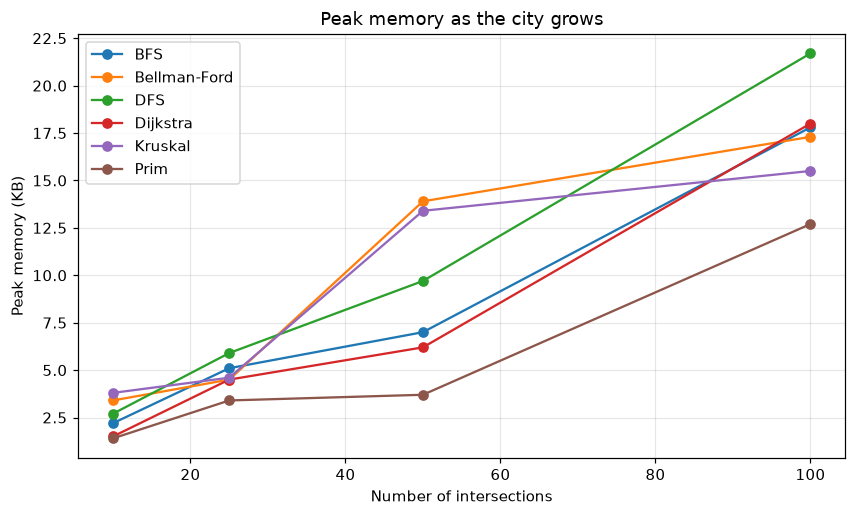 Peak memory as the city grows
BFS
Bellman-Ford
DFS
Dijkstra
Kruskal
Prim
Peak memory (KB)
22.5
20.0
17.5
15.0
12.5
10.0
7.5
5.0
2.5
20 40 60 80 100
Number of intersections